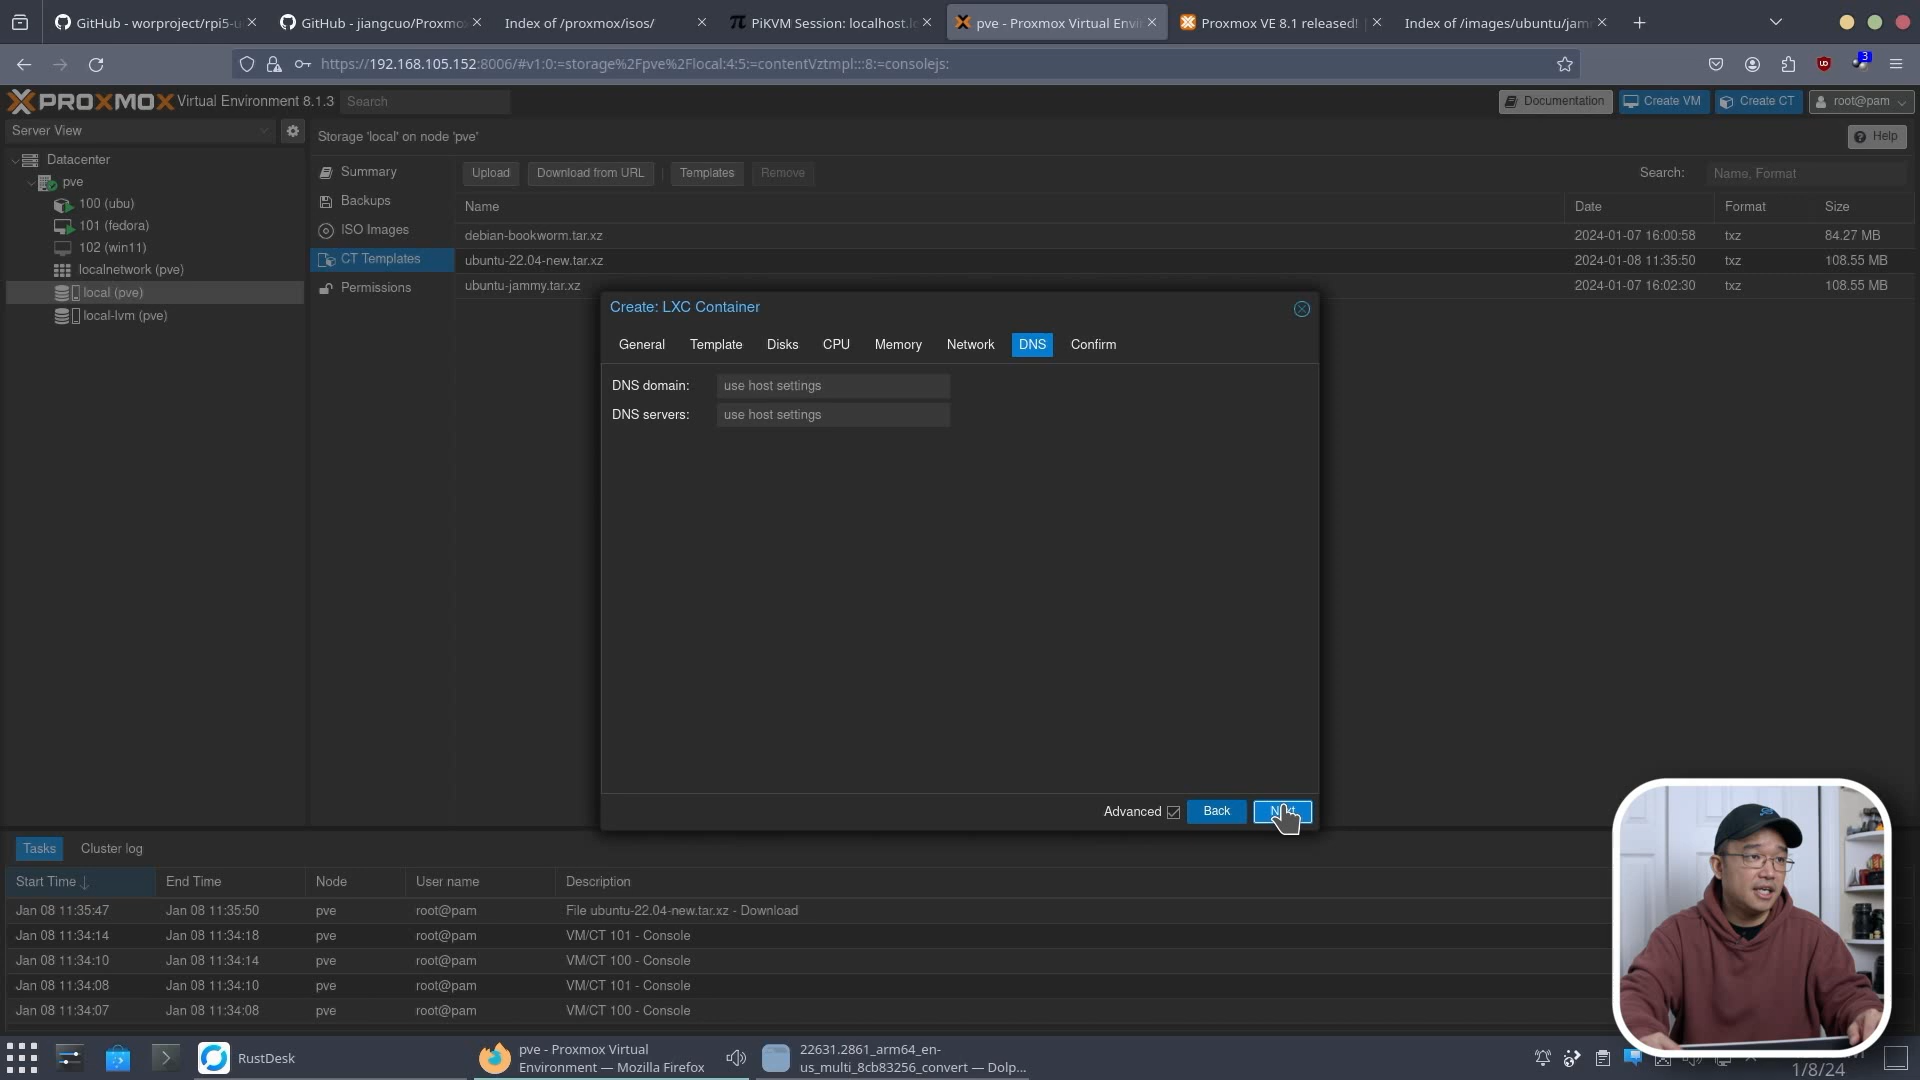 GitHub - worproject/rpi5-u
GitHub - jiangcuo/Proxmo
Index of /proxmox/isos/
PiKVM Session: localhost.l
pve - Proxmox Virtual Envi
Proxmox VE 8.1 released!
Index of /images/ubuntu/jam
https://192.168.105.152:8006/#v1:0:=storage%2Fpve%2Flocal:4:5:=contentVztmpl:::8:=consolejs:
3
PROXMOX Virtual Environment 8.1.3 Search
Documentation
Create VM
Create CT
root@pam
Server View
Storage 'local' on node 'pve'
Help
Datacenter
pve
100 (ubu)
101 (fedora)
102 (win11)
localnetwork (pve)
local (pve)
local-lvm (pve)
Summary
Backups
ISO Images
CT Templates
Permissions
Upload Download from URL Templates Remove
Search: Name, Format
Name Date Format Size
debian-bookworm.tar.xz 2024-01-07 16:00:58 txz 84.27 MB
ubuntu-22.04-new.tar.xz 2024-01-08 11:35:50 txz 108.55 MB
ubuntu-jammy.tar.xz 2024-01-07 16:02:30 txz 108.55 MB
Create: LXC Container
General Template Disks CPU Memory Network DNS Confirm
DNS domain: use host settings
DNS servers: use host settings
Advanced Back Next
Tasks Cluster log
Start Time End Time Node User name Description
Jan 08 11:35:47 Jan 08 11:35:50 pve root@pam File ubuntu-22.04-new.tar.xz - Download
Jan 08 11:34:14 Jan 08 11:34:18 pve root@pam VM/CT 101 - Console
Jan 08 11:34:10 Jan 08 11:34:14 pve root@pam VM/CT 100 - Console
Jan 08 11:34:08 Jan 08 11:34:10 pve root@pam VM/CT 101 - Console
Jan 08 11:34:07 Jan 08 11:34:08 pve root@pam VM/CT 100 - Console
RustDesk
pve - Proxmox Virtual
Environment — Mozilla Firefox
22631.2861_arm64_en-
us_multi_8cb83256_convert — Dolp...
1/8/24